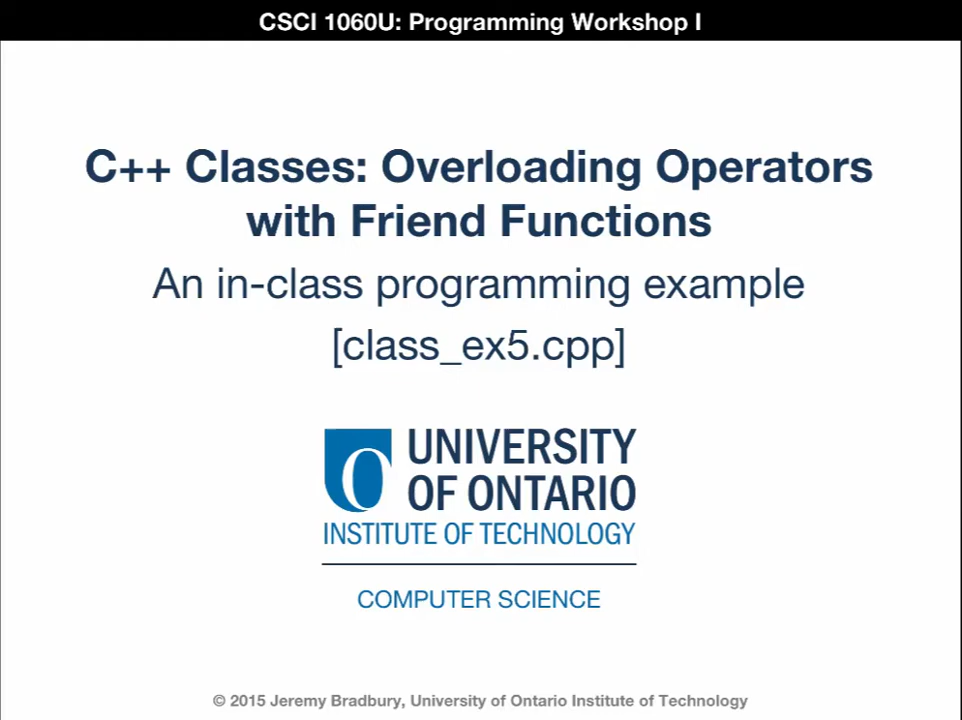 CSCI 1060U: Programming Workshop I
C++ Classes: Overloading Operators
with Friend Functions
An in-class programming example
[class_ex5.cpp]
UNIVERSITY
OF ONTARIO
INSTITUTE OF TECHNOLOGY
COMPUTER SCIENCE
© 2015 Jeremy Bradbury, University of Ontario Institute of Technology